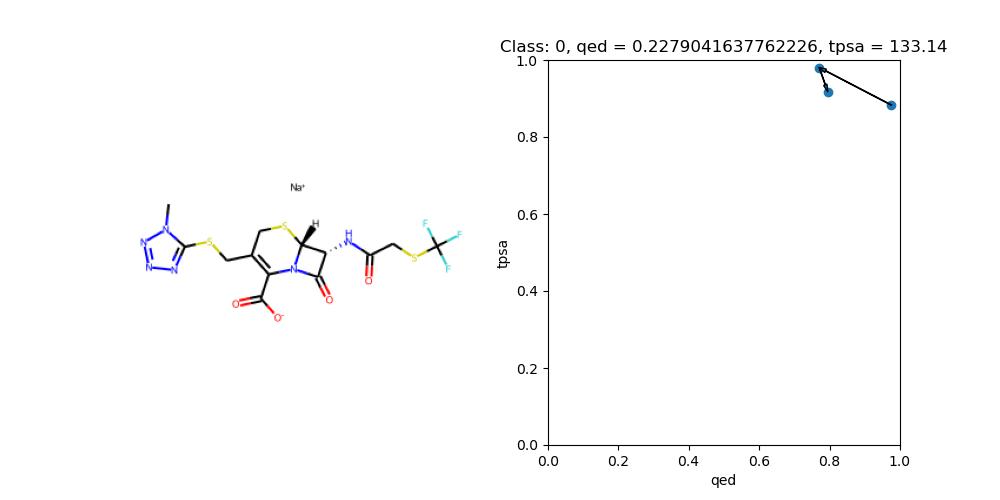 Class: 0, qed = 0.2279041637762226, tpsa = 133.14
1.0
0.8
0.6
0.4
0.2
0.0
tpsa
0.0 0.2 0.4 0.6 0.8 1.0
qed
Na⁺
H
S
N
N
N
N
S
N
H
N
O
O
O⁻
O
S
F
F
F